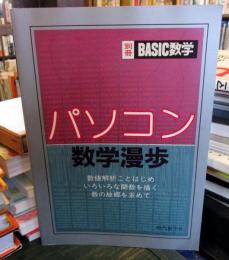 別冊 BASIC数学
パソコン
数学漫歩
数値解析ことはじめ
いろいろな関数を描く
数の故郷を求めて